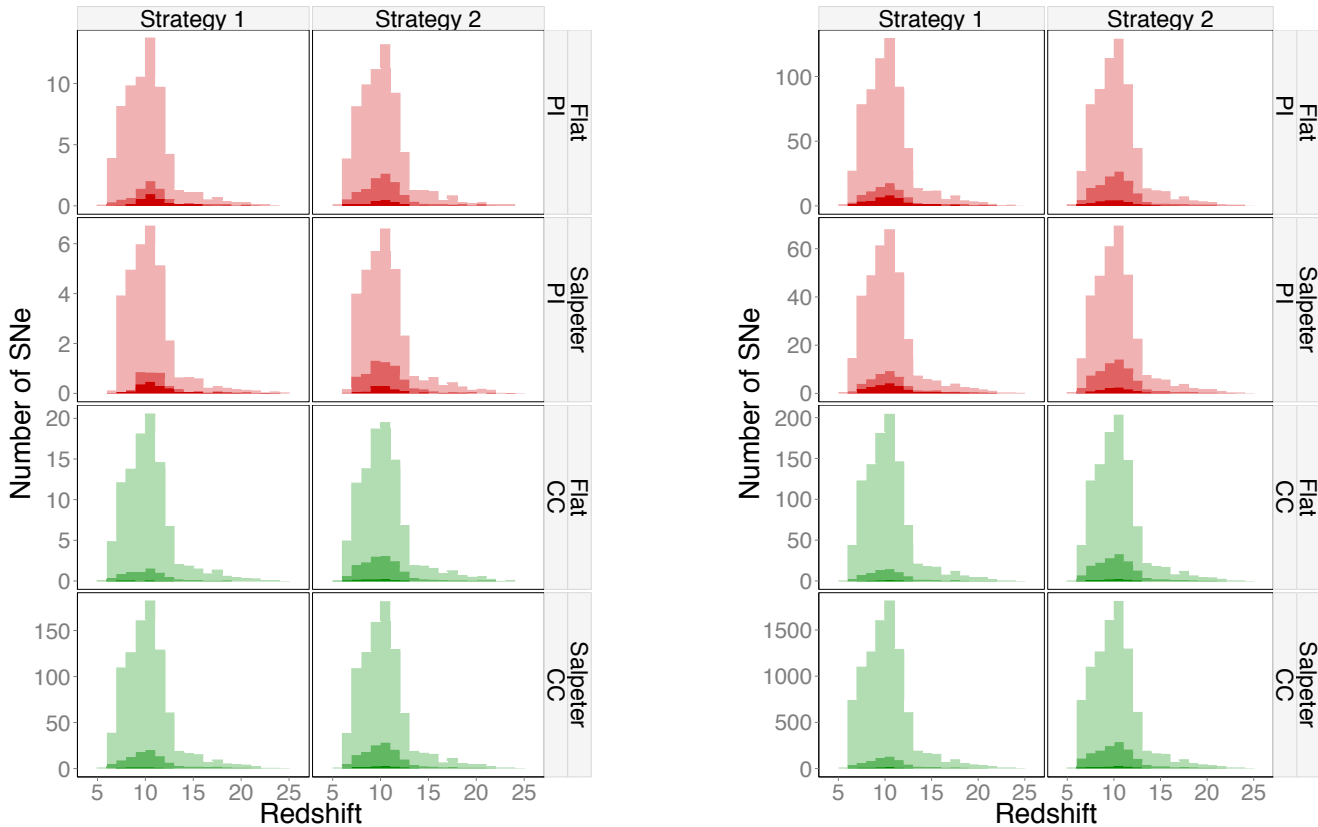 Strategy 1
Strategy 2
10
5
0
Flat
PI
6
4
2
0
Salpeter
PI
20
15
10
5
0
Flat
CC
150
100
50
0
Salpeter
CC
5 10 15 20 25
5 10 15 20 25
Number of SNe
Redshift
Strategy 1
Strategy 2
100
50
0
Flat
PI
60
40
20
0
Salpeter
PI
200
150
100
50
0
Flat
CC
1500
1000
500
0
Salpeter
CC
5 10 15 20 25
5 10 15 20 25
Number of SNe
Redshift